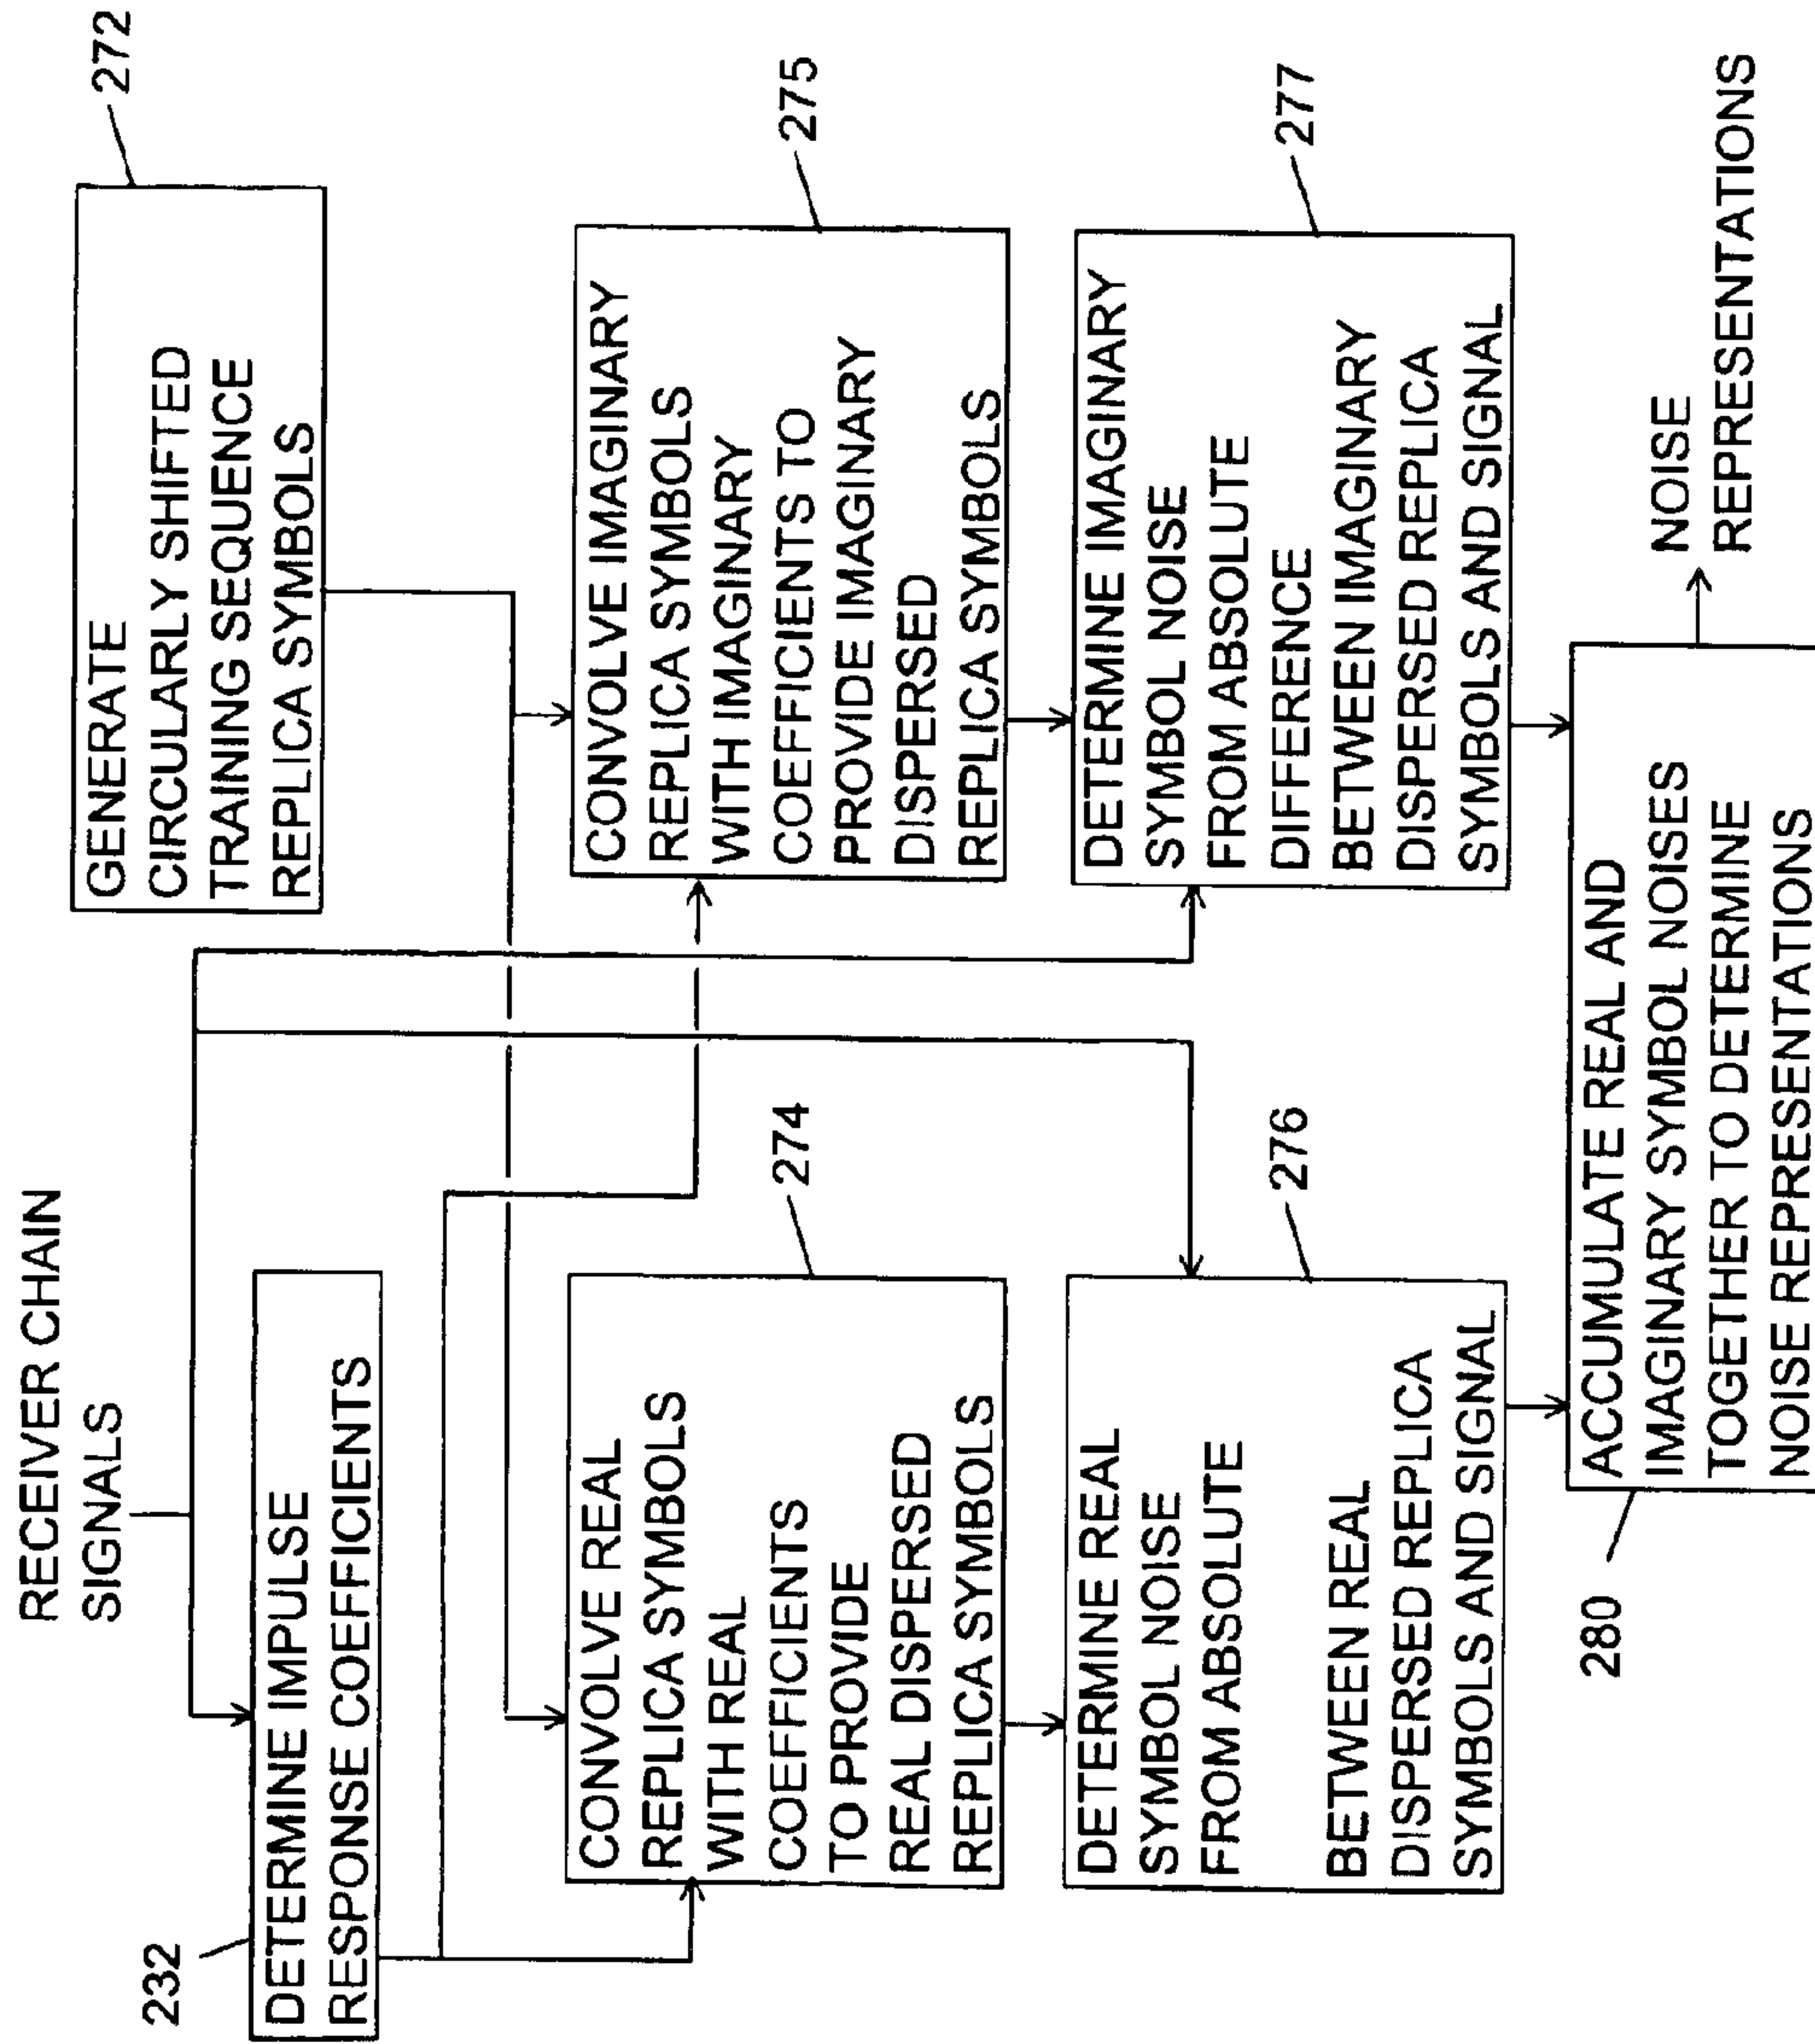 RECEIVER CHAIN
SIGNALS
232
DETERMINE IMPULSE
RESPONSE COEFFICIENTS
GENERATE
CIRCULARLY SHIFTED
TRAINING SEQUENCE
REPLICA SYMBOLS
272
CONVOLVE REAL
REPLICA SYMBOLS
WITH REAL
COEFFICIENTS
TO PROVIDE
REAL DISPERSED
REPLICA SYMBOLS
274
CONVOLVE IMAGINARY
REPLICA SYMBOLS
WITH IMAGINARY
COEFFICIENTS TO
PROVIDE IMAGINARY
DISPERSED
REPLICA SYMBOLS
275
DETERMINE REAL
SYMBOL NOISE
FROM ABSOLUTE
BETWEEN REAL
DISPERSED REPLICA
SYMBOLS AND SIGNAL
276
DETERMINE IMAGINARY
SYMBOL NOISE
FROM ABSOLUTE
DIFFERENCE
BETWEEN IMAGINARY
DISPERSED REPLICA
SYMBOLS AND SIGNAL
277
280
ACCUMULATE REAL AND
IMAGINARY SYMBOL NOISES
TOGETHER TO DETERMINE
NOISE REPRESENTATIONS
NOISE
REPRESENTATIONS